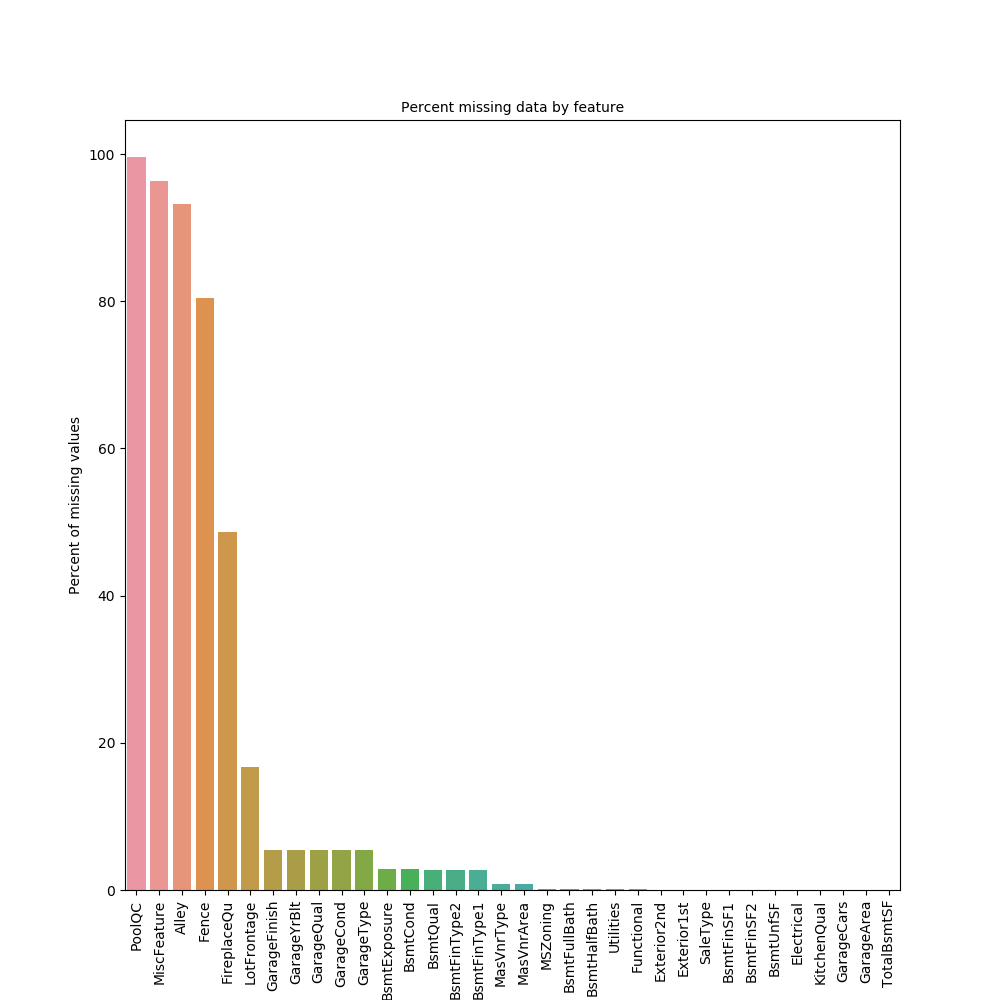 Percent missing data by feature
Percent of missing values
100
80
60
40
20
0
PoolQC
MiscFeature
Alley
Fence
FireplaceQu
LotFrontage
GarageFinish
GarageYrBlt
GarageQual
GarageCond
GarageType
BsmtExposure
BsmtCond
BsmtQual
BsmtFinType2
BsmtFinType1
MasVnrType
MasVnrArea
MSZoning
BsmtFullBath
BsmtHalfBath
Utilities
Functional
Exterior2nd
Exterior1st
SaleType
BsmtFinSF1
BsmtFinSF2
BsmtUnfSF
Electrical
KitchenQual
GarageCars
GarageArea
TotalBsmtSF